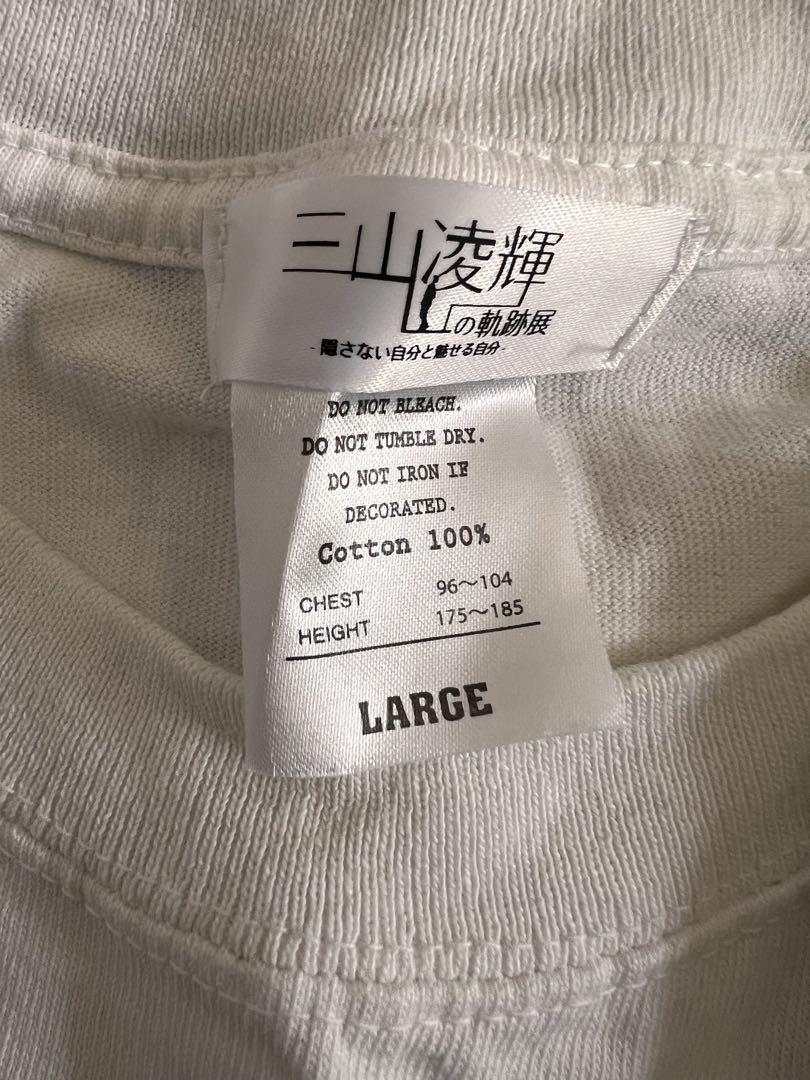 三山凌輝
の軌跡展
- 隠さない自分と魅せる自分 -
DO NOT BLEACH.
DO NOT TUMBLE DRY.
DO NOT IRON IF
DECORATED.
Cotton 100%
CHEST 96～104
HEIGHT 175～185
LARGE